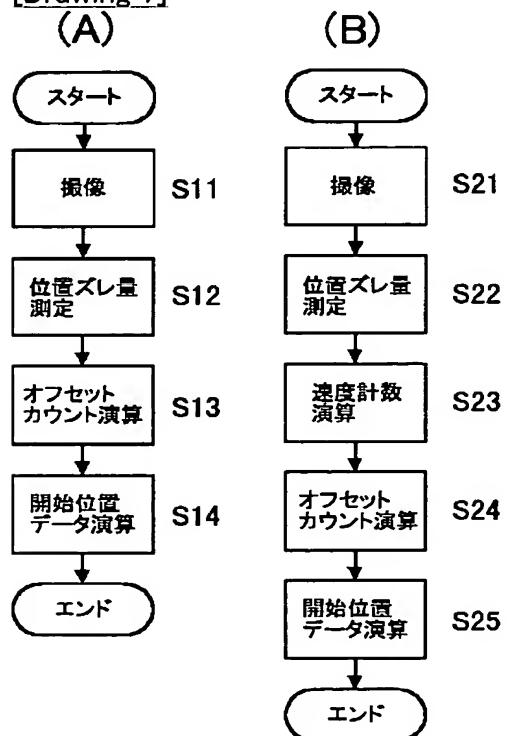 (A)
スタート
撮像
S11
位置ズレ量
測定
S12
オフセット
カウント演算
S13
開始位置
データ演算
S14
エンド
(B)
スタート
撮像
S21
位置ズレ量
測定
S22
速度計数
演算
S23
オフセット
カウント演算
S24
開始位置
データ演算
S25
エンド